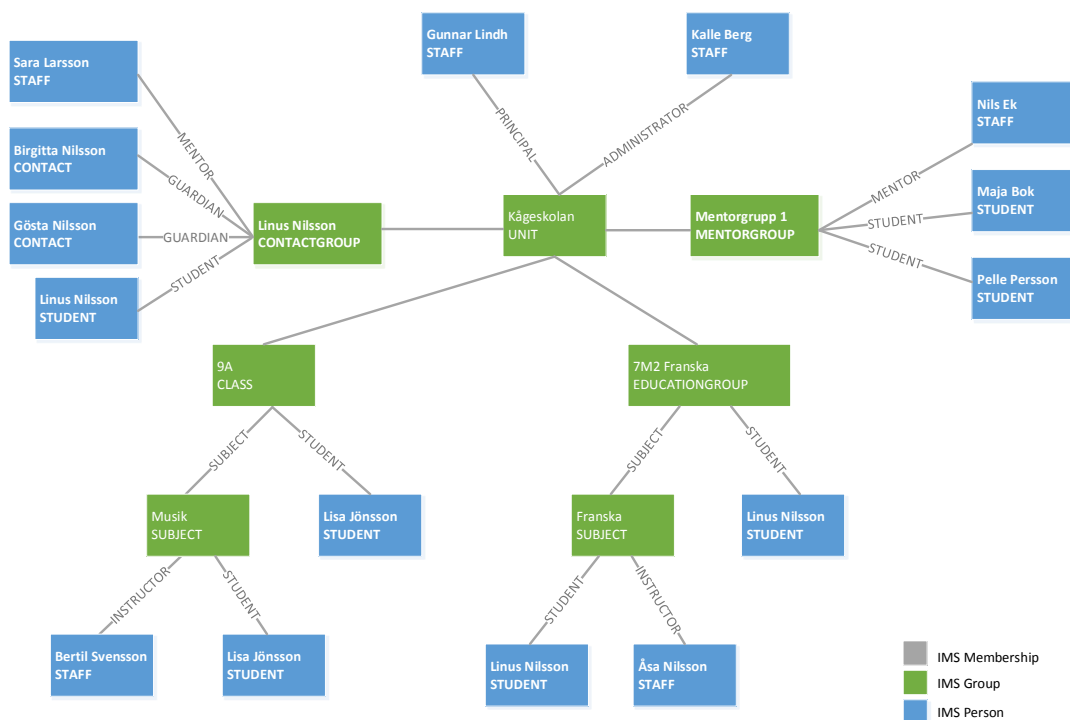 Gunnar Lindh
STAFF
Kalle Berg
STAFF
Sara Larsson
STAFF
Nils Ek
STAFF
PRINCIPAL
ADMINISTRATOR
MENTOR
Birgitta Nilsson
CONTACT
GUARDIAN
MENTOR
Maja Bok
STUDENT
STUDENT
Gösta Nilsson
CONTACT
GUARDIAN
Linus Nilsson
CONTACTGROUP
Kågeskolan
UNIT
Mentorgrupp 1
MENTORGROUP
STUDENT
Pelle Persson
STUDENT
STUDENT
Linus Nilsson
STUDENT
9A
CLASS
7M2 Franska
EDUCATIONGROUP
SUBJECT
STUDENT
SUBJECT
STUDENT
Musik
SUBJECT
Lisa Jönsson
STUDENT
Franska
SUBJECT
Linus Nilsson
STUDENT
INSTRUCTOR
STUDENT
STUDENT
INSTRUCTOR
Bertil Svensson
STAFF
Lisa Jönsson
STUDENT
Linus Nilsson
STUDENT
Åsa Nilsson
STAFF
IMS Membership
IMS Group
IMS Person